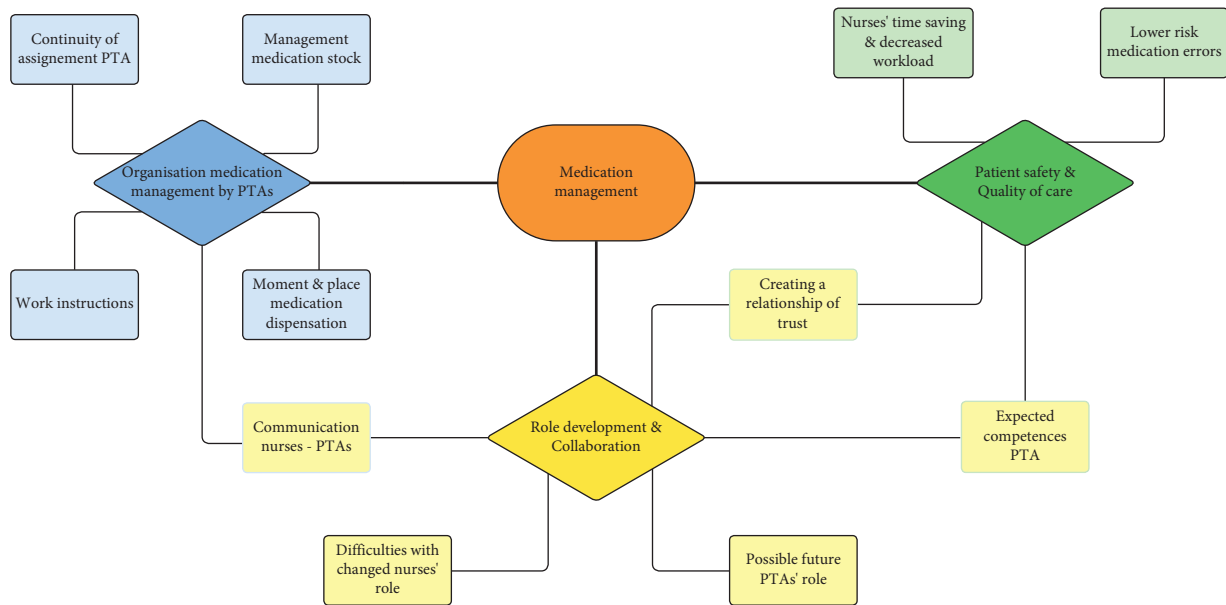 Continuity of
assignement PTA
Management
medication stock
Nurses' time saving
& decreased
workload
Lower risk
medication errors
Organisation medication
management by PTAs
Medication
management
Patient safety &
Quality of care
Work instructions
Moment & place
medication
dispensation
Creating a
relationship of
trust
Communication
nurses - PTAs
Role development &
Collaboration
Expected
competences
PTA
Difficulties with
changed nurses'
role
Possible future
PTAs' role